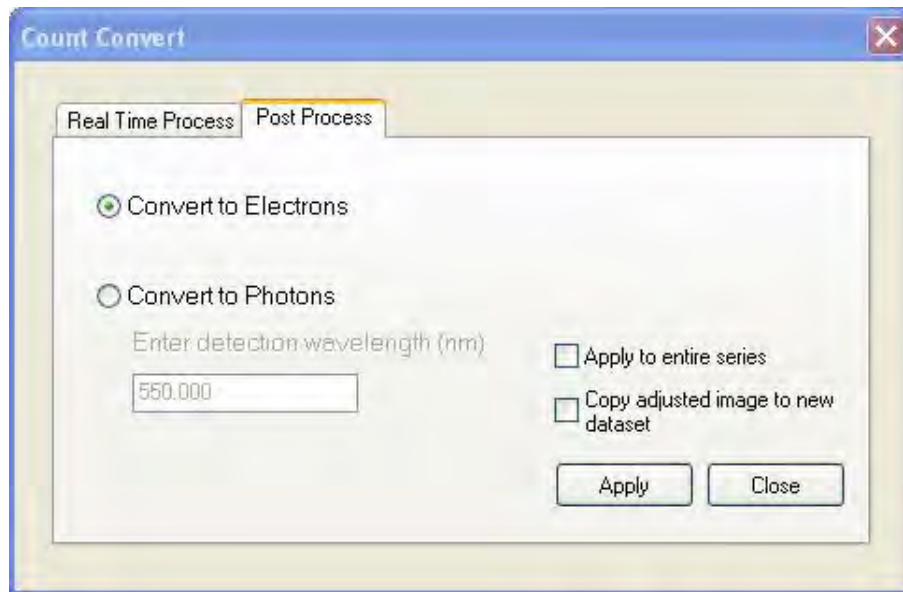 Count Convert
Real Time Process
Post Process
Convert to Electrons
Convert to Photons
Enter detection wavelength (nm)
550.000
Apply to entire series
Copy adjusted image to new
dataset
Apply
Close